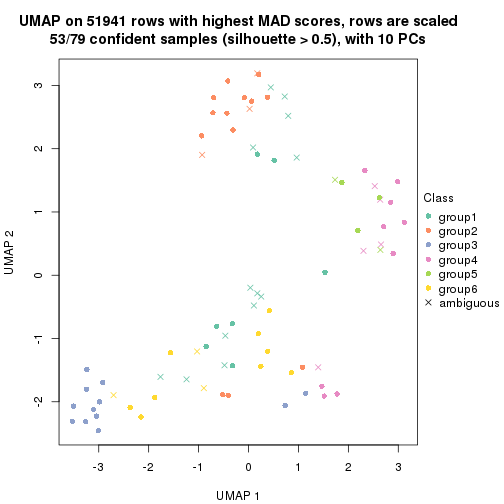 UMAP on 51941 rows with highest MAD scores, rows are scaled
53/79 confident samples (silhouette > 0.5), with 10 PCs
3
2
1
0
-1
-2
UMAP 2
-3
-2
-1
0
1
2
3
UMAP 1
Class
group1
group2
group3
group4
group5
group6
ambiguous